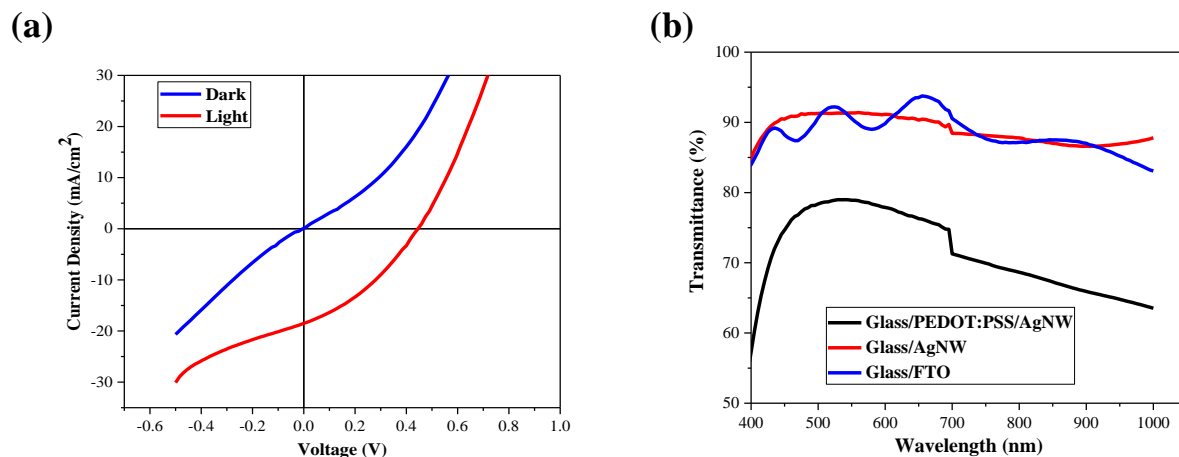 (a)
30
20
10
0
-10
-20
-30
Current Density (mA/cm²)
Dark
Light
-0.6 -0.4 -0.2 0.0 0.2 0.4 0.6 0.8 1.0
Voltage (V)
(b)
100
90
80
70
60
50
Transmittance (%)
Glass/PEDOT:PSS/AgNW
Glass/AgNW
Glass/FTO
400 500 600 700 800 900 1000
Wavelength (nm)